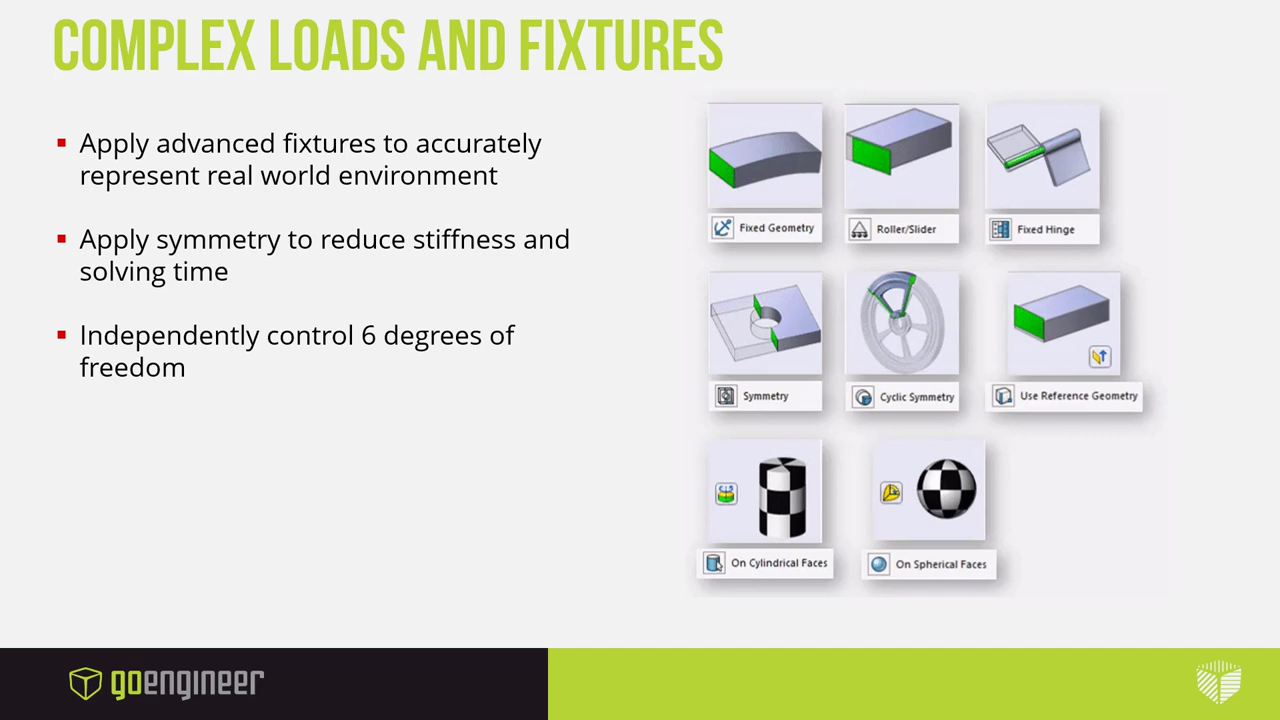 COMPLEX LOADS AND FIXTURES
▪ Apply advanced fixtures to accurately
represent real world environment
▪ Apply symmetry to reduce stiffness and
solving time
▪ Independently control 6 degrees of
freedom
Fixed Geometry
Roller/Slider
Fixed Hinge
Symmetry
Cyclic Symmetry
Use Reference Geometry
On Cylindrical Faces
On Spherical Faces
goengineer